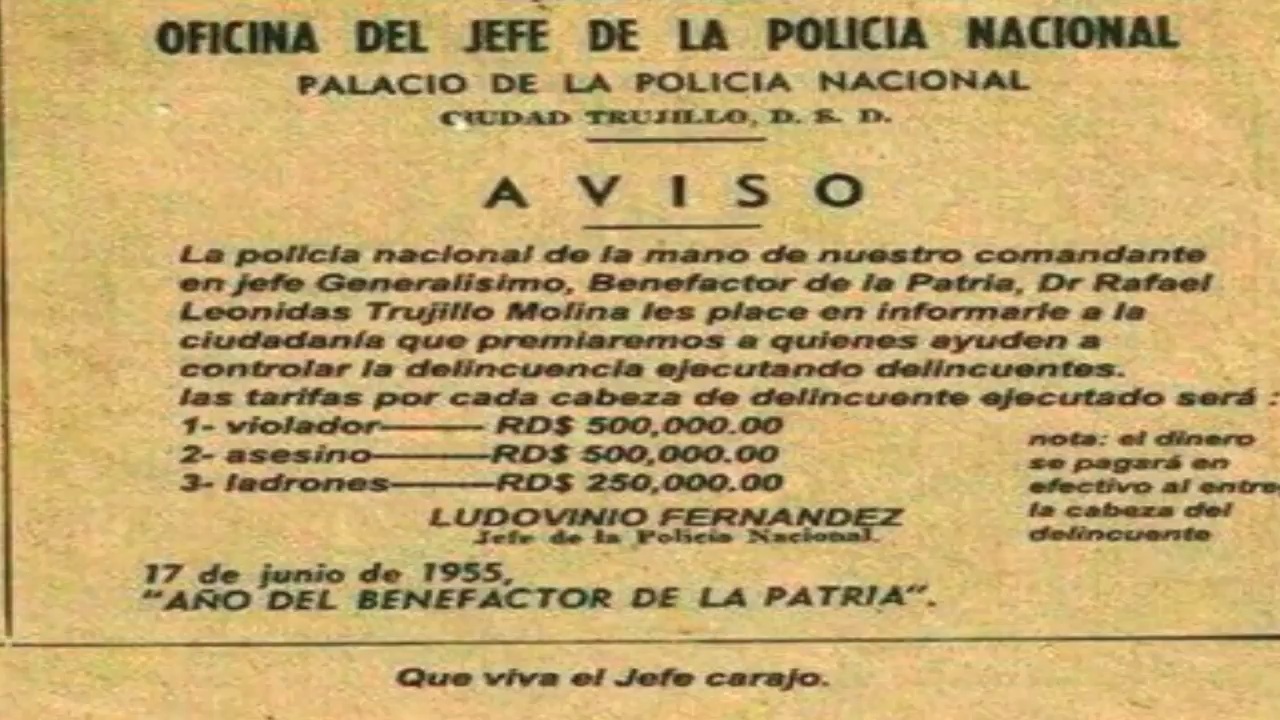 OFICINA DEL JEFE DE LA POLICIA NACIONAL
PALACIO DE LA POLICIA NACIONAL
CIUDAD TRUJILLO, D. S. D.
AVISO
La policia nacional de la mano de nuestro comandante
en jefe Generalisimo, Benefactor de la Patria, Dr Rafael
Leonidas Trujillo Molina les place en informarle a la
ciudadanía que premiaremos a quienes ayuden a
controlar la delincuencia ejecutando delincuentes.
las tarifas por cada cabeza de delincuente ejecutado será :
1- violador——— RD$ 500,000.00
2- asesino———RD$ 500,000.00
3- ladrones———RD$ 250,000.00
nota: el dinero
se pagará en
efectivo al entre
la cabeza del
delincuente
LUDOVINIO FERNANDEZ
Jefe de la Policia Nacional.
17 de junio de 1955,
"AÑO DEL BENEFACTOR DE LA PATRIA".
Que viva el Jefe carajo.